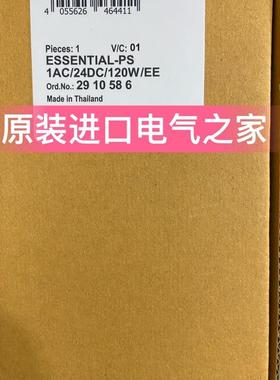 4 055626 464411
Pieces: 1 V/C: 01
ESSENTIAL-PS
1AC/24DC/120W/EE
Ord.No.: 29 10 58 6
Made in Thailand
原装进口电气之家